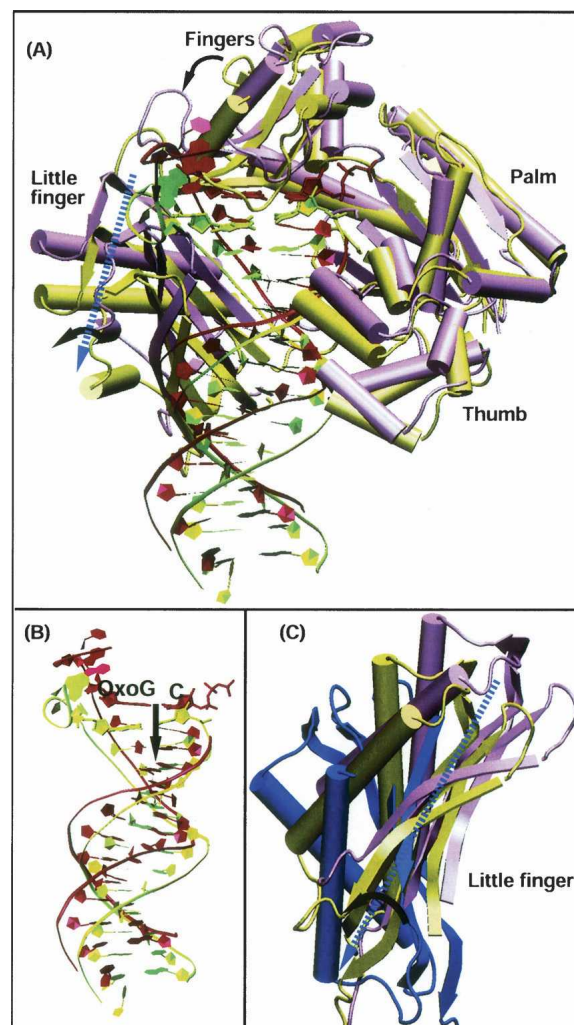 (A)
Fingers
Little
finger
Palm
Thumb
(B)
OxoG C
(C)
Little finger